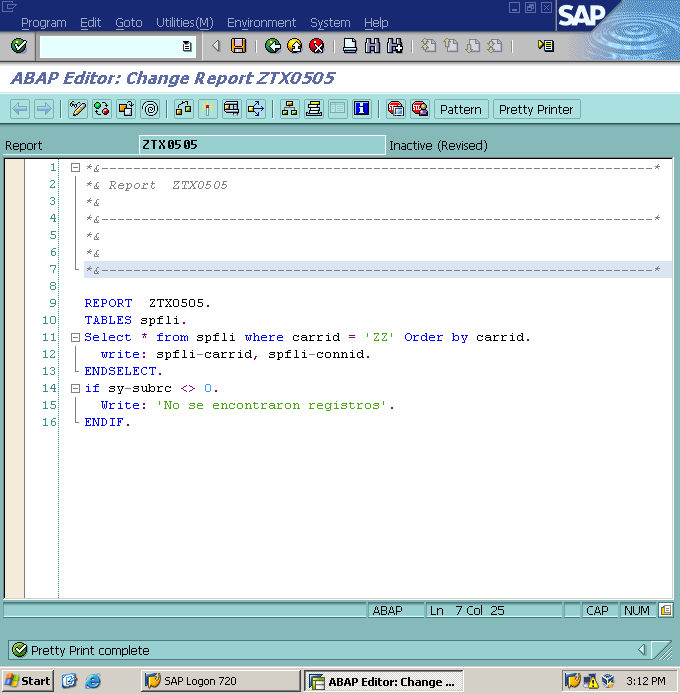 Program Edit Goto Utilities(M) Environment System Help
SAP
ABAP Editor: Change Report ZTX0505
Pattern Pretty Printer
Report ZTX0505 Inactive (Revised)
1 *&---------------------------------------------------------------------*
2 *& Report  ZTX0505
3 *&
4 *&---------------------------------------------------------------------*
5 *&
6 *&
7 *&---------------------------------------------------------------------*
8
9 REPORT  ZTX0505.
10 TABLES spfli.
11 Select * from spfli where carrid = 'ZZ' Order by carrid.
12   write: spfli-carrid, spfli-connid.
13 ENDSELECT.
14 if sy-subrc <> 0.
15   Write: 'No se encontraron registros'.
16 ENDIF.
ABAP Ln 7 Col 25 CAP NUM
Pretty Print complete
Start SAP Logon 720 ABAP Editor: Change ... 3:12 PM